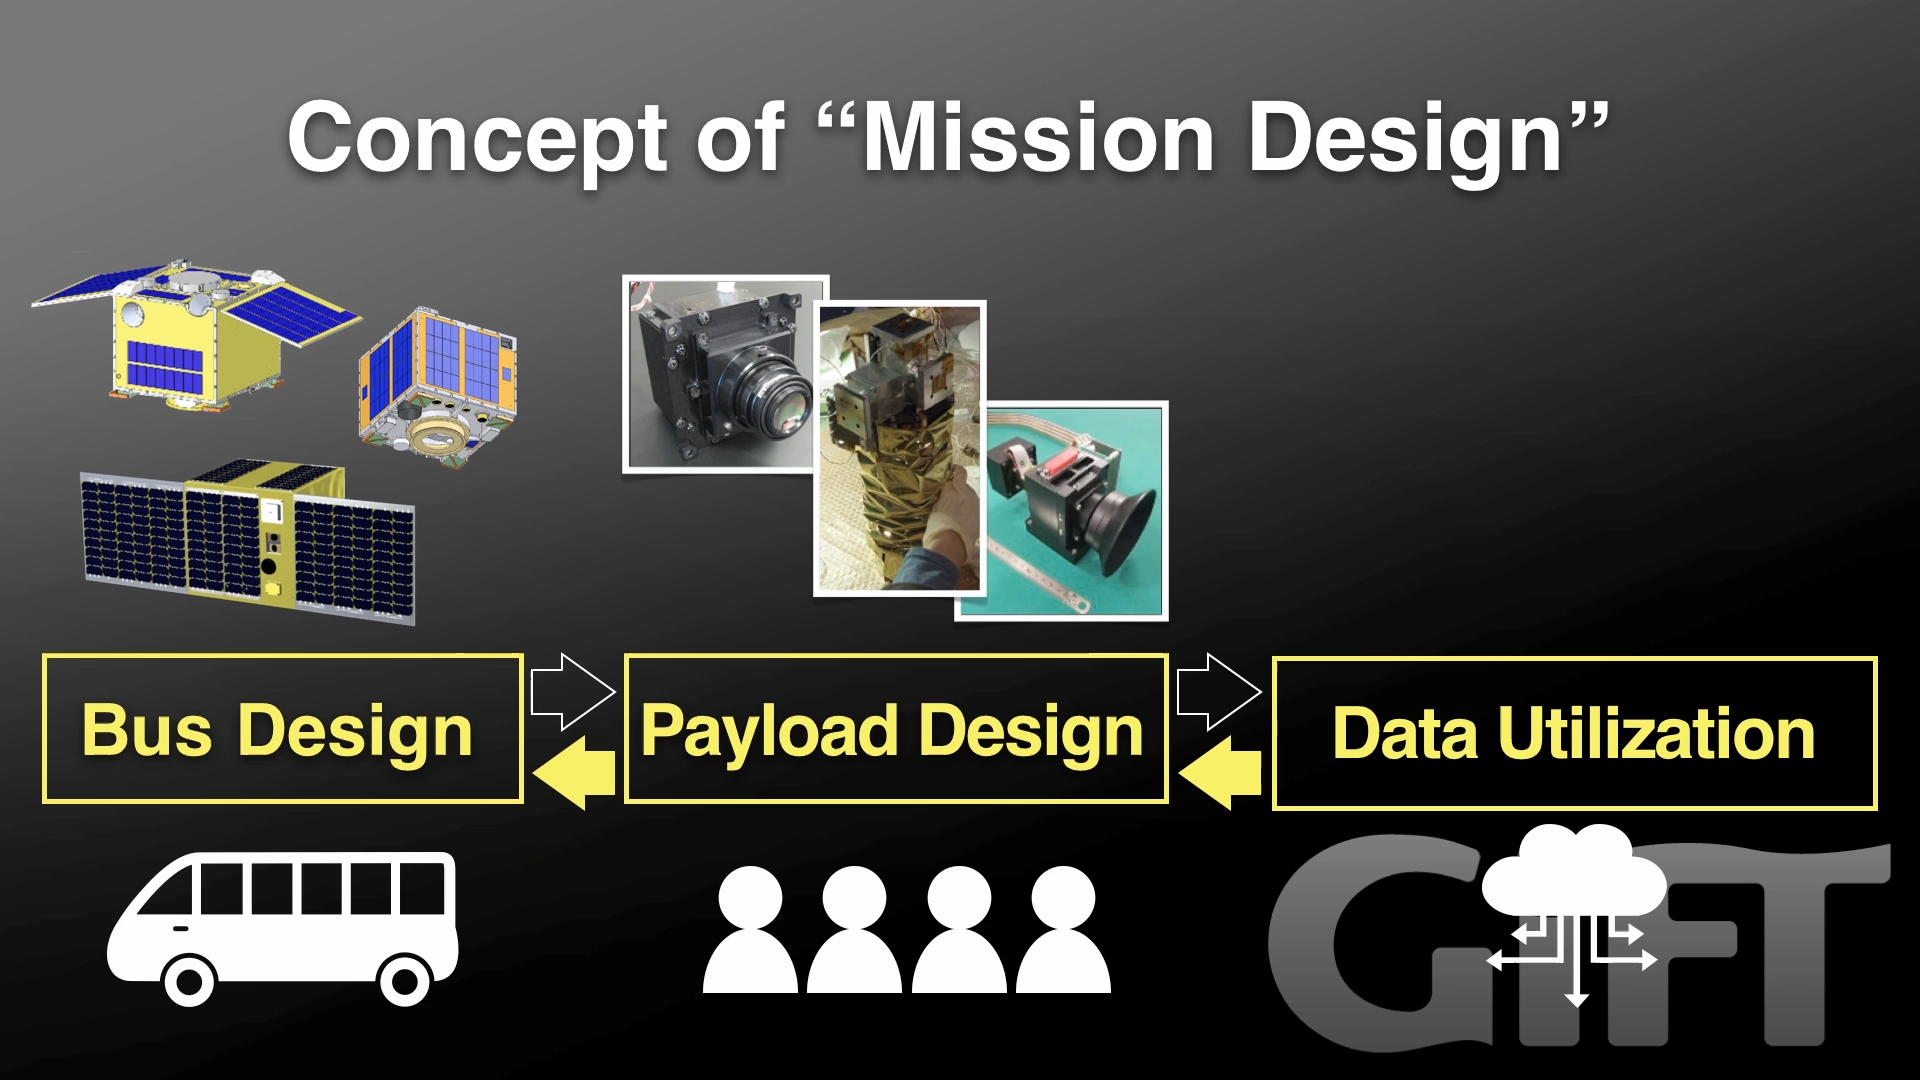 Concept of “Mission Design”
Bus Design
Payload Design
Data Utilization
GIFT